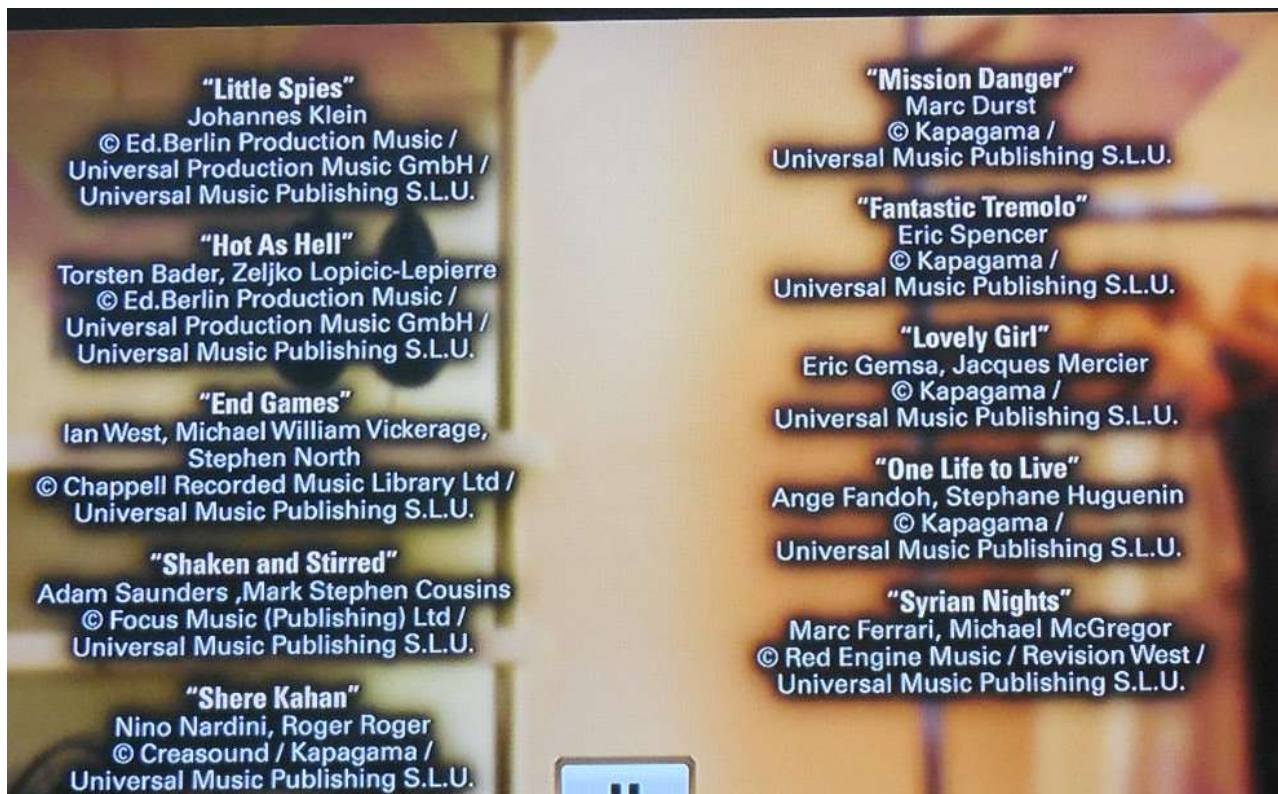 “Little Spies”
Johannes Klein
© Ed.Berlin Production Music /
Universal Production Music GmbH /
Universal Music Publishing S.L.U.
“Hot As Hell”
Torsten Bader, Zeljko Lopicic-Lepierre
© Ed.Berlin Production Music /
Universal Production Music GmbH /
Universal Music Publishing S.L.U.
“End Games”
Ian West, Michael William Vickerage,
Stephen North
© Chappell Recorded Music Library Ltd /
Universal Music Publishing S.L.U.
“Shaken and Stirred”
Adam Saunders ,Mark Stephen Cousins
© Focus Music (Publishing) Ltd /
Universal Music Publishing S.L.U.
“Shere Kahan”
Nino Nardini, Roger Roger
© Creasound / Kapagama /
Universal Music Publishing S.L.U.
“Mission Danger”
Marc Durst
© Kapagama /
Universal Music Publishing S.L.U.
“Fantastic Tremolo”
Eric Spencer
© Kapagama /
Universal Music Publishing S.L.U.
“Lovely Girl”
Eric Gemsa, Jacques Mercier
© Kapagama /
Universal Music Publishing S.L.U.
“One Life to Live”
Ange Fandoh, Stephane Huguenin
© Kapagama /
Universal Music Publishing S.L.U.
“Syrian Nights”
Marc Ferrari, Michael McGregor
© Red Engine Music / Revision West /
Universal Music Publishing S.L.U.